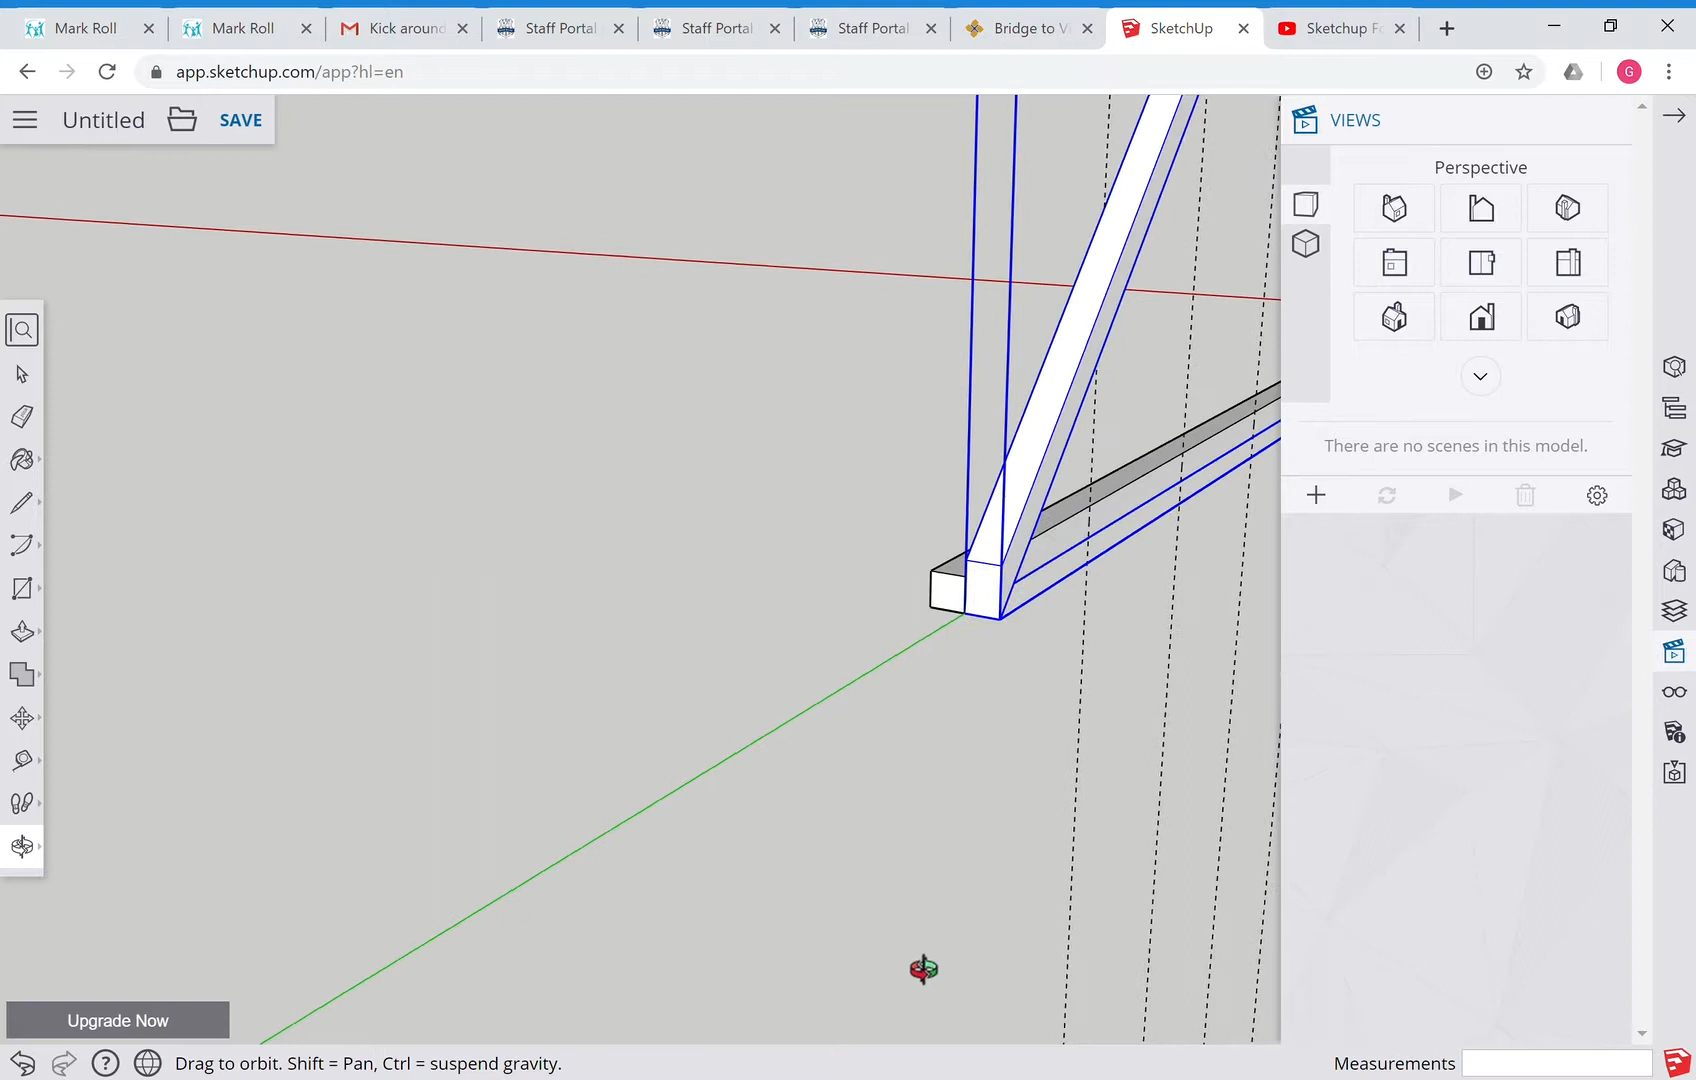 Mark Roll
Mark Roll
Kick around
Staff Portal
Staff Portal
Staff Portal
Bridge to Vi
SketchUp
Sketchup Fo
app.sketchup.com/app?hl=en
G
Untitled
SAVE
VIEWS
Perspective
There are no scenes in this model.
Upgrade Now
Drag to orbit. Shift = Pan, Ctrl = suspend gravity.
Measurements